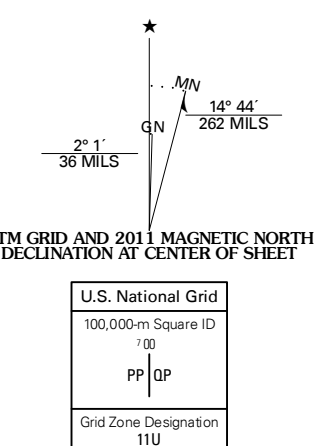 ★
MN
GN
14° 44´
262 MILS
2° 1´
36 MILS
TM GRID AND 2011 MAGNETIC NORTH
DECLINATION AT CENTER OF SHEET
U.S. National Grid
100,000-m Square ID
7 00
PP QP
Grid Zone Designation
11U